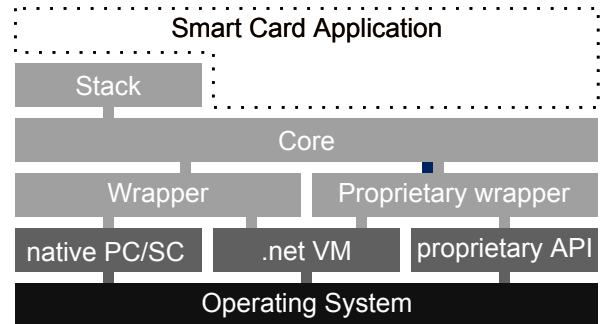 Smart Card Application
Stack
Core
Wrapper
Proprietary wrapper
native PC/SC
.net VM
proprietary API
Operating System